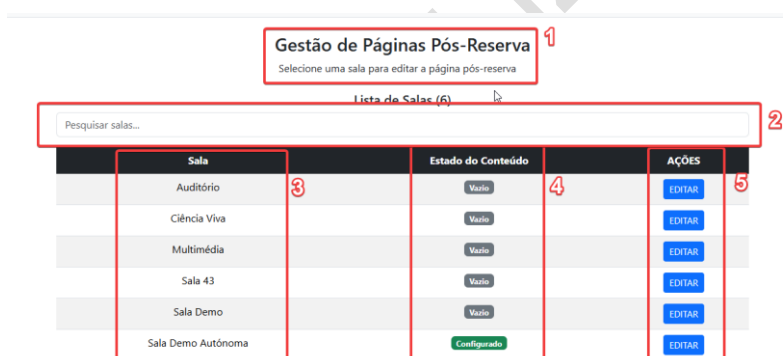 Gestão de Páginas Pós-Reserva 1
Selecione uma sala para editar a página pós-reserva
Lista de Salas (6)
Pesquisar salas... 2
Sala Estado do Conteúdo AÇÕES
Auditório 3 Vazio 4 EDITAR 5
Ciência Viva Vazio EDITAR
Multimédia Vazio EDITAR
Sala 43 Vazio EDITAR
Sala Demo Vazio EDITAR
Sala Demo Autónoma Configurado EDITAR